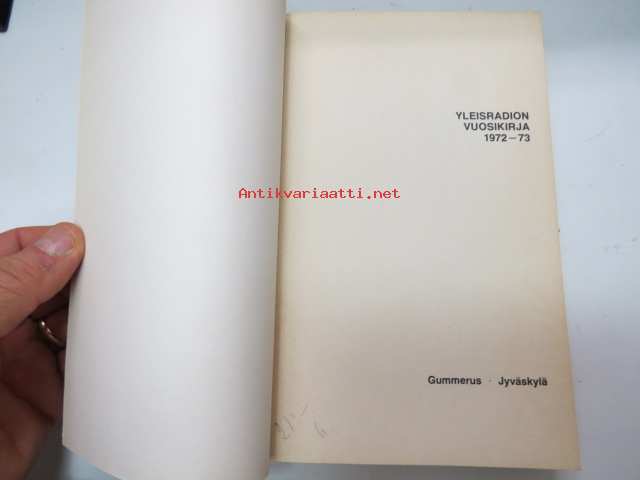 YLEISRADION
VUOSIKIRJA
1972–73
Antikvariaatti.net
Gummerus · Jyväskylä